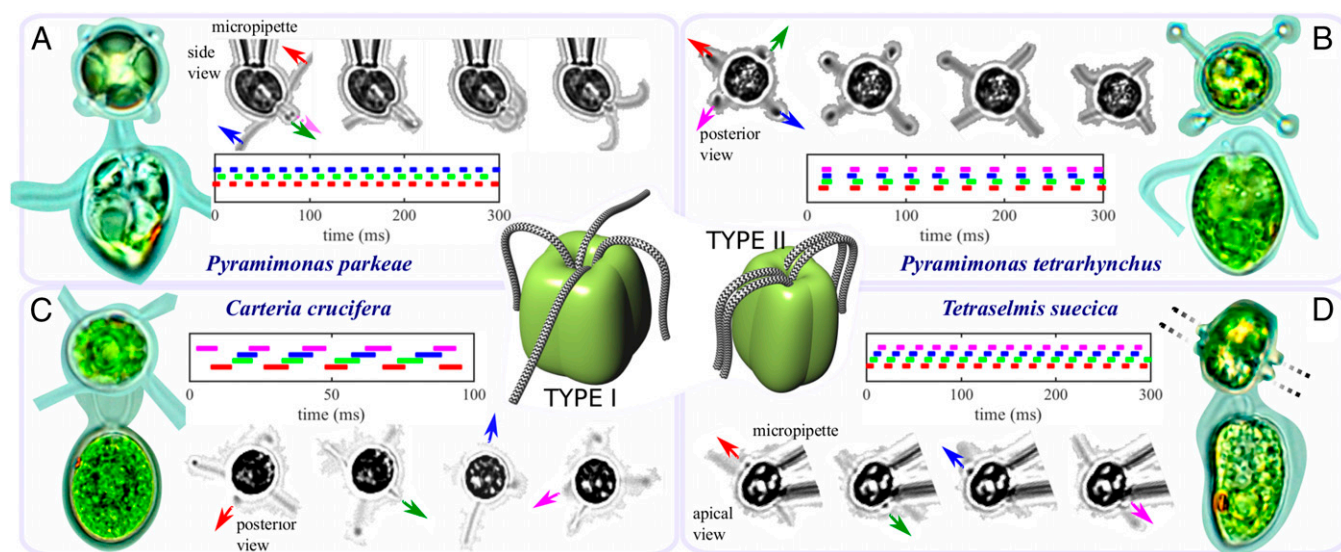 A
micropipette
side
view
0
100
200
300
time (ms)
Pyramimonas parkeae
B
posterior
view
0
100
200
300
time (ms)
Pyramimonas tetrarhynchus
TYPE I
TYPE II
C
Carteria crucifera
0
50
100
time (ms)
posterior
view
D
Tetraselmis suecica
0
100
200
300
time (ms)
micropipette
apical
view